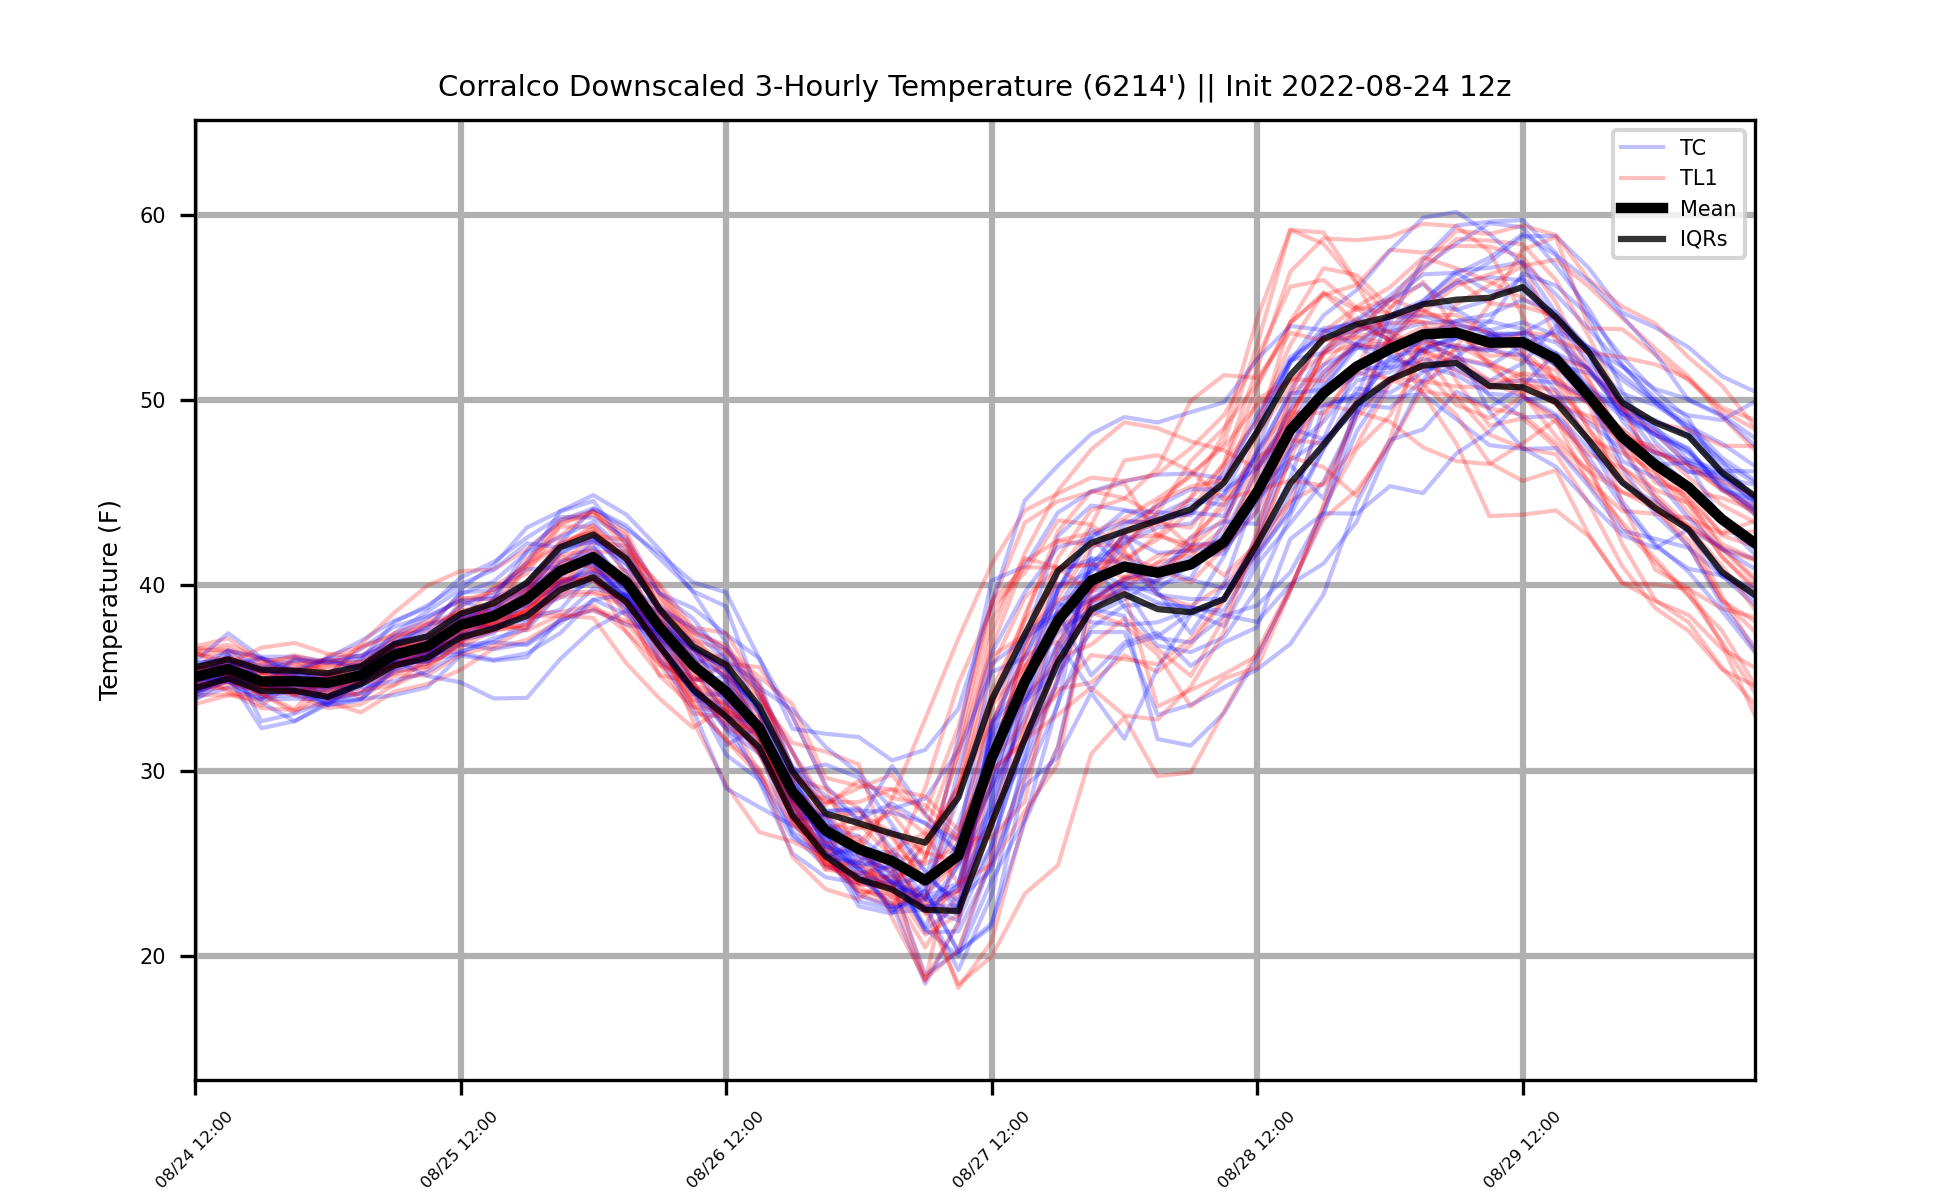 Corralco Downscaled 3-Hourly Temperature (6214') || Init 2022-08-24 12z
TC
TL1
Mean
IQRs
Temperature (F)
60
50
40
30
20
08/24 12:00
08/25 12:00
08/26 12:00
08/27 12:00
08/28 12:00
08/29 12:00